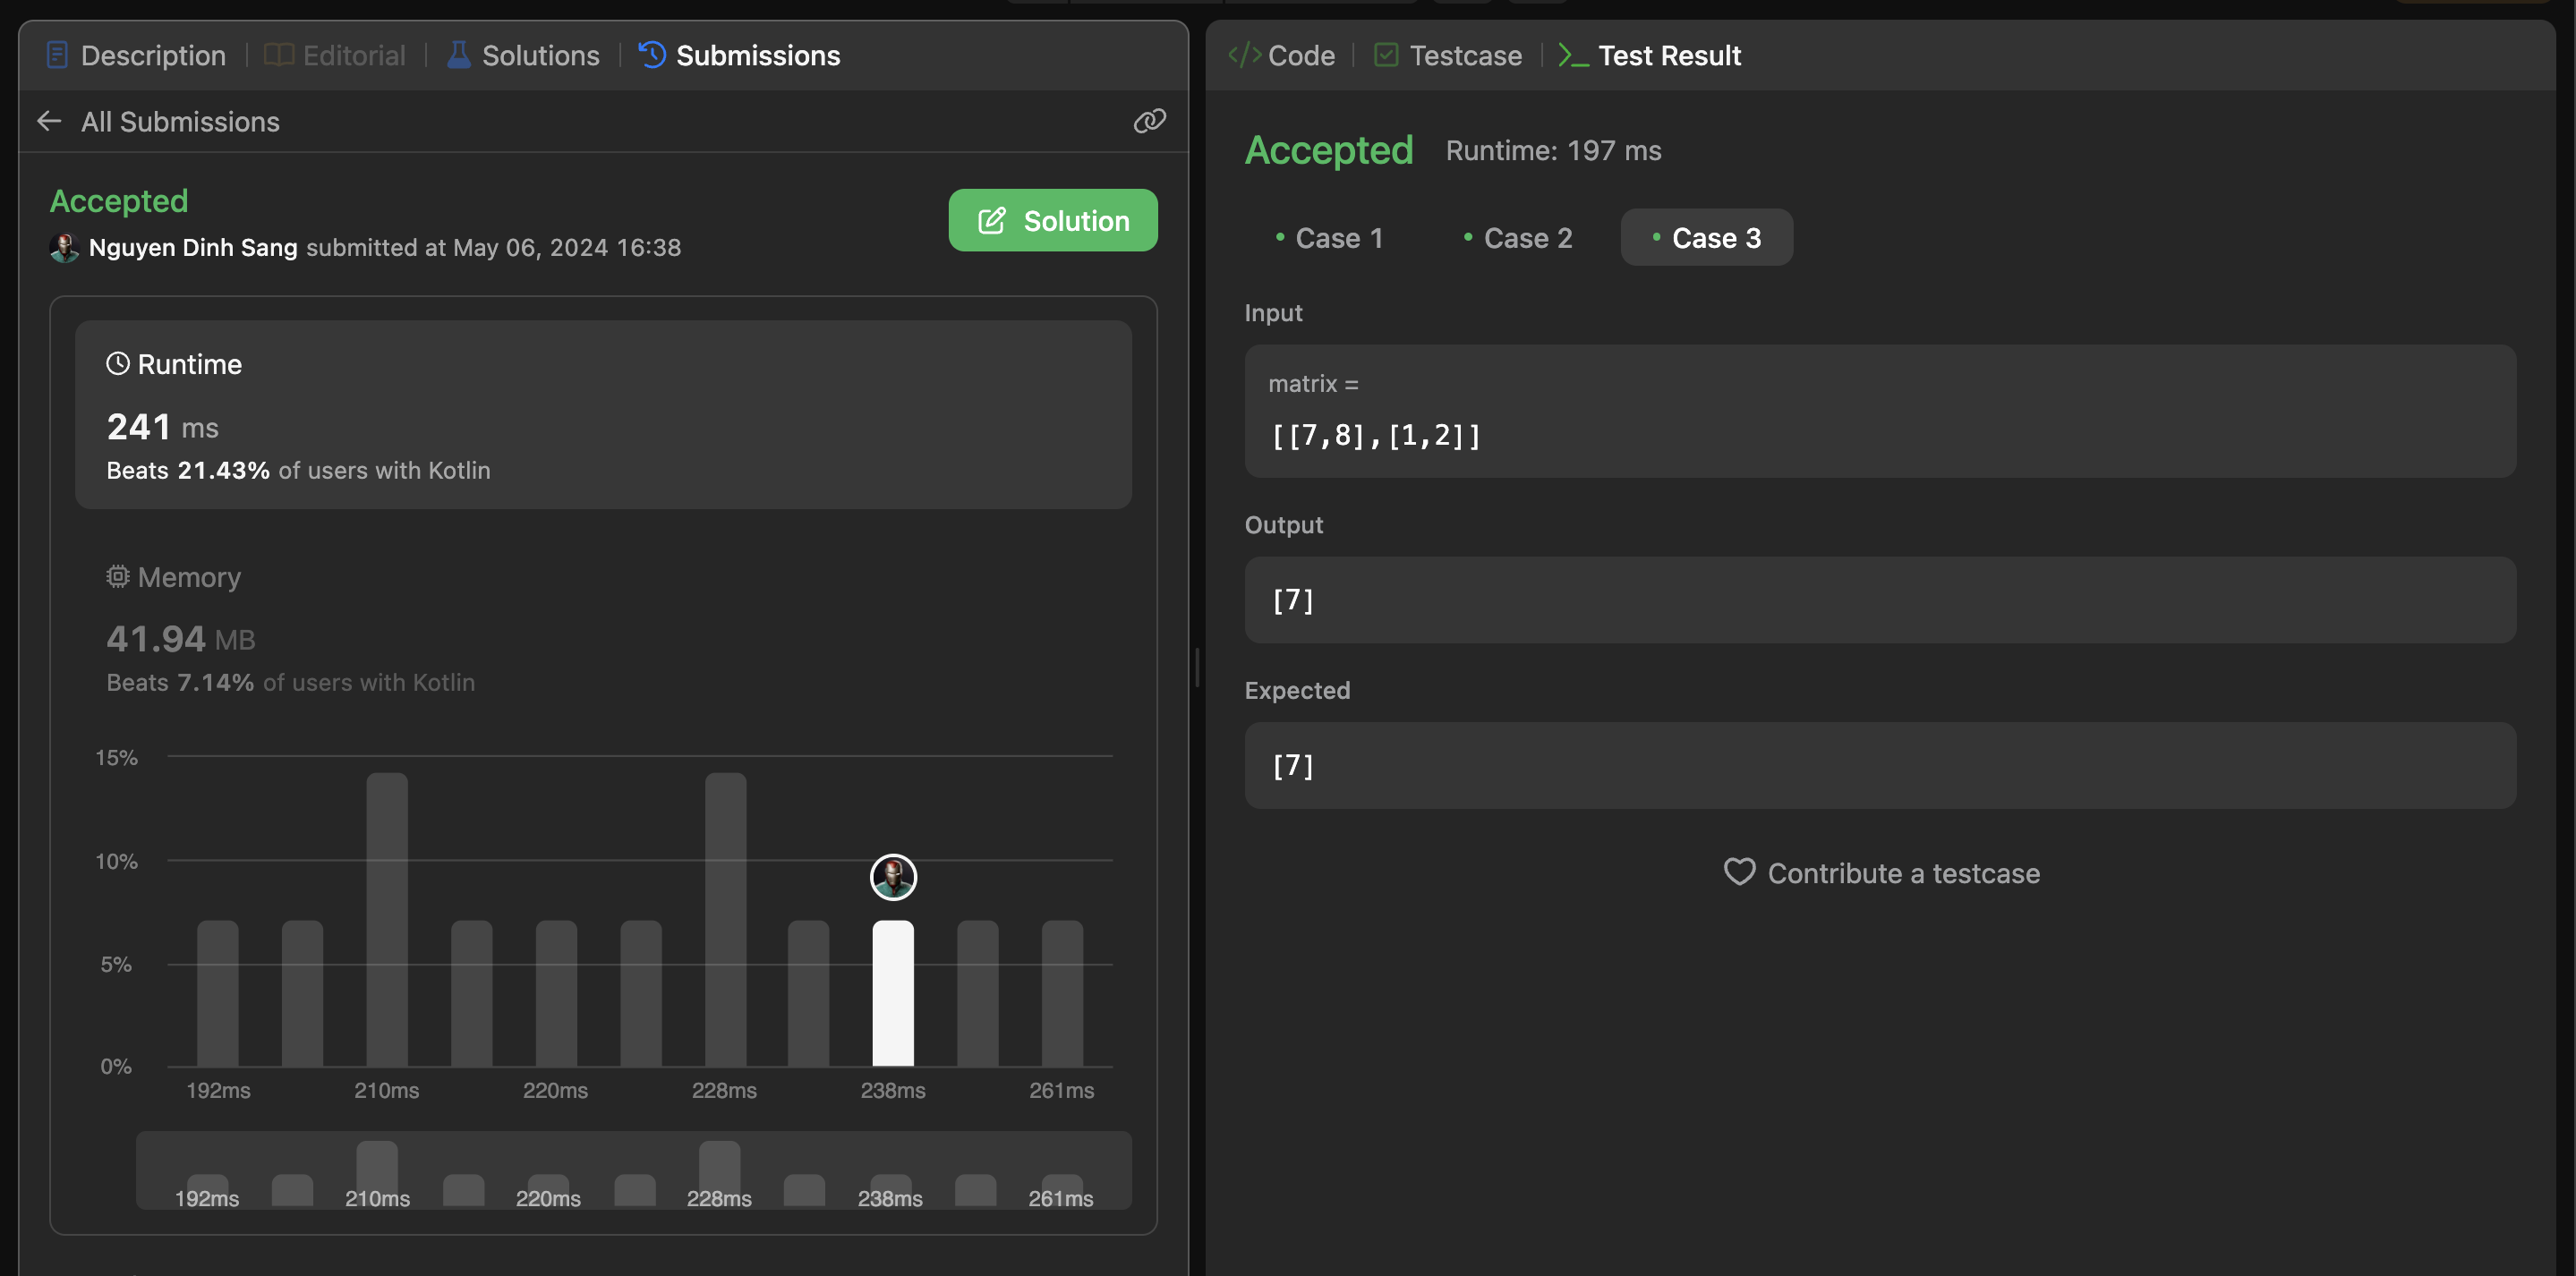 Description
Editorial
Solutions
Submissions
All Submissions
Accepted
Nguyen Dinh Sang submitted at May 06, 2024 16:38
Solution
Runtime
241 ms
Beats 21.43% of users with Kotlin
Memory
41.94 MB
Beats 7.14% of users with Kotlin
15%
10%
5%
0%
192ms 210ms 220ms 228ms 238ms 261ms
192ms 210ms 220ms 228ms 238ms 261ms
Code
Testcase
Test Result
Accepted Runtime: 197 ms
Case 1
Case 2
Case 3
Input
matrix =
[[7,8],[1,2]]
Output
[7]
Expected
[7]
Contribute a testcase